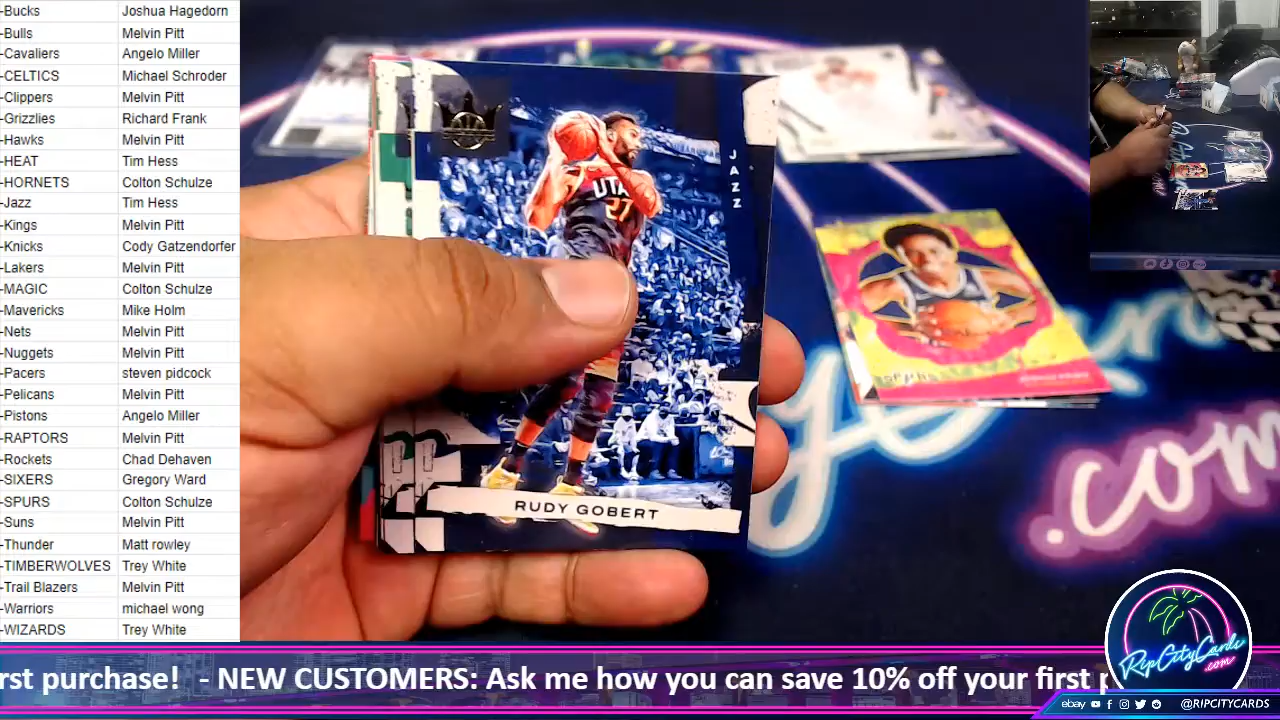 -Bucks Joshua Hagedorn
-Bulls Melvin Pitt
-Cavaliers Angelo Miller
-CELTICS Michael Schroder
-Clippers Melvin Pitt
-Grizzlies Richard Frank
-Hawks Melvin Pitt
-HEAT Tim Hess
-HORNETS Colton Schulze
-Jazz Tim Hess
-Kings Melvin Pitt
-Knicks Cody Gatzendorfer
-Lakers Melvin Pitt
-MAGIC Colton Schulze
-Mavericks Mike Holm
-Nets Melvin Pitt
-Nuggets Melvin Pitt
-Pacers steven pidcock
-Pelicans Melvin Pitt
-Pistons Angelo Miller
-RAPTORS Melvin Pitt
-Rockets Chad Dehaven
-SIXERS Gregory Ward
-SPURS Colton Schulze
-Suns Melvin Pitt
-Thunder Matt rowley
-TIMBERWOLVES Trey White
-Trail Blazers Melvin Pitt
-Warriors michael wong
-WIZARDS Trey White
JAZZ
UTA
27
RUDY GOBERT
.com
RipCityCards
.com
rst purchase! - NEW CUSTOMERS: Ask me how you can save 10% off your first p
ebay @RIPCITYCARDS